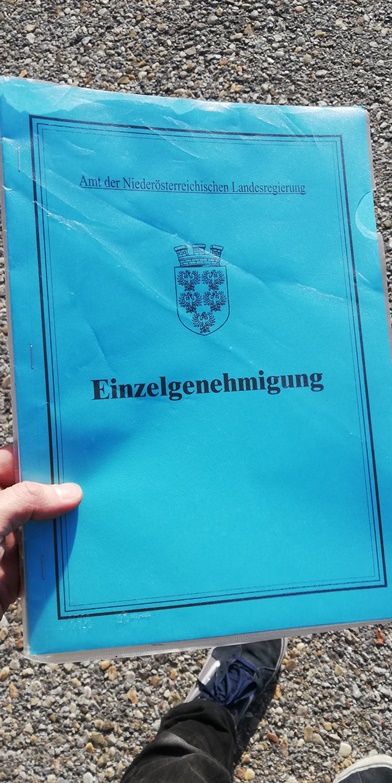 Amt der Niederösterreichischen Landesregierung
Einzelgenehmigung